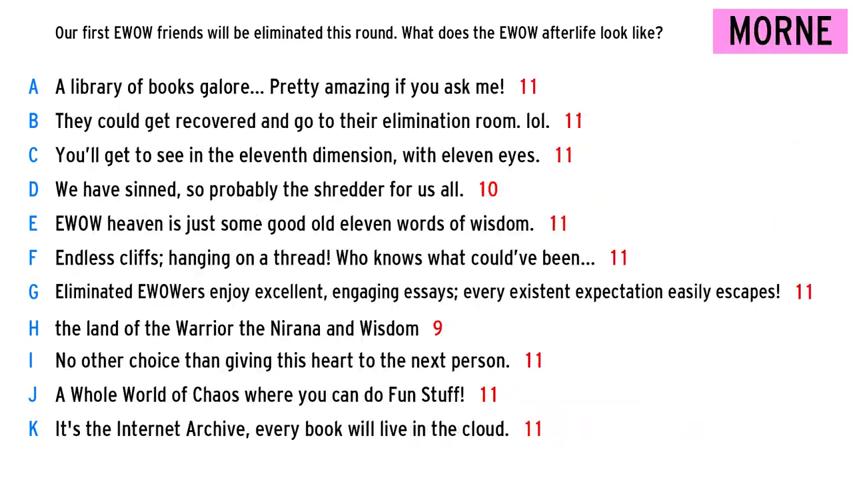 Our first EWOW friends will be eliminated this round. What does the EWOW afterlife look like? MORNE
A A library of books galore... Pretty amazing if you ask me! 11
B They could get recovered and go to their elimination room. lol. 11
C You'll get to see in the eleventh dimension, with eleven eyes. 11
D We have sinned, so probably the shredder for us all. 10
E EWOW heaven is just some good old eleven words of wisdom. 11
F Endless cliffs; hanging on a thread! Who knows what could've been... 11
G Eliminated EWOWers enjoy excellent, engaging essays; every existent expectation easily escapes! 11
H the land of the Warrior the Nirana and Wisdom 9
I No other choice than giving this heart to the next person. 11
J A Whole World of Chaos where you can do Fun Stuff! 11
K It's the Internet Archive, every book will live in the cloud. 11